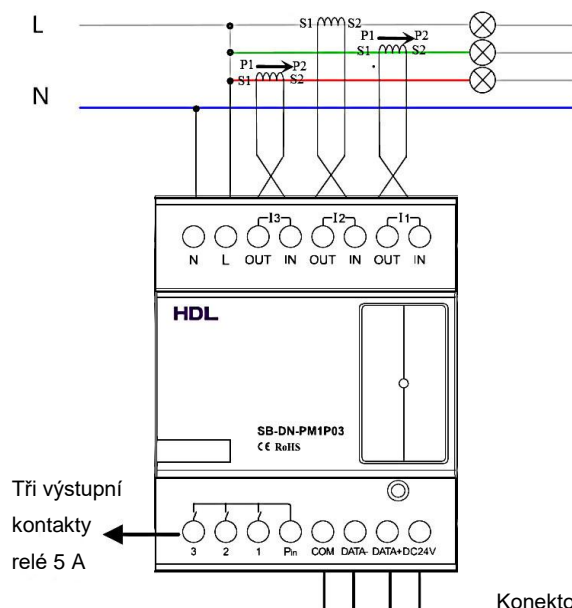 L
S1 S2
P1 P2
S1
P1 P2
S1 S2
N
I3 I2 I1
N L OUT IN OUT IN OUT IN
HDL
SB-DN-PM1P03
CE RoHS
Tři výstupní
kontakty
relé 5 A
3 2 1 Pin COM DATA- DATA+ DC24V
Konekto